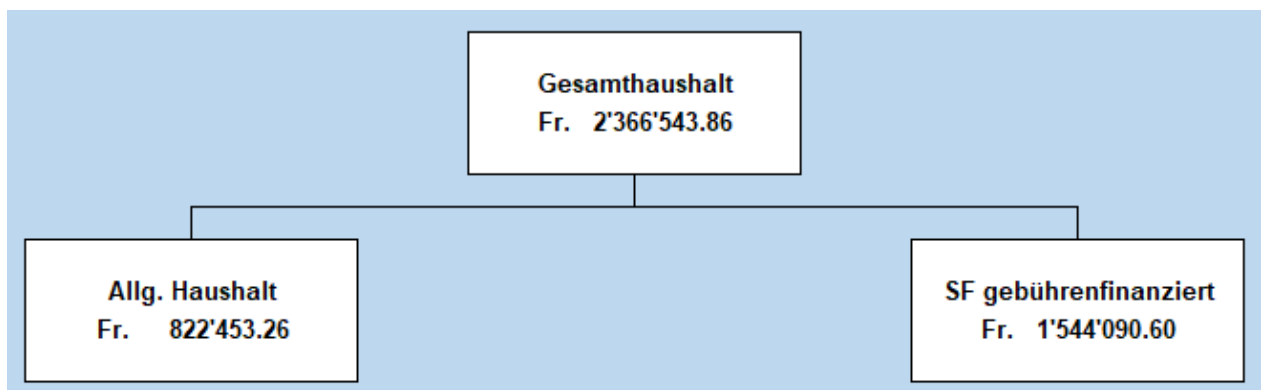 Gesamthaushalt
Fr. 2'366'543.86
Allg. Haushalt
Fr. 822'453.26
SF gebührenfinanziert
Fr. 1'544'090.60